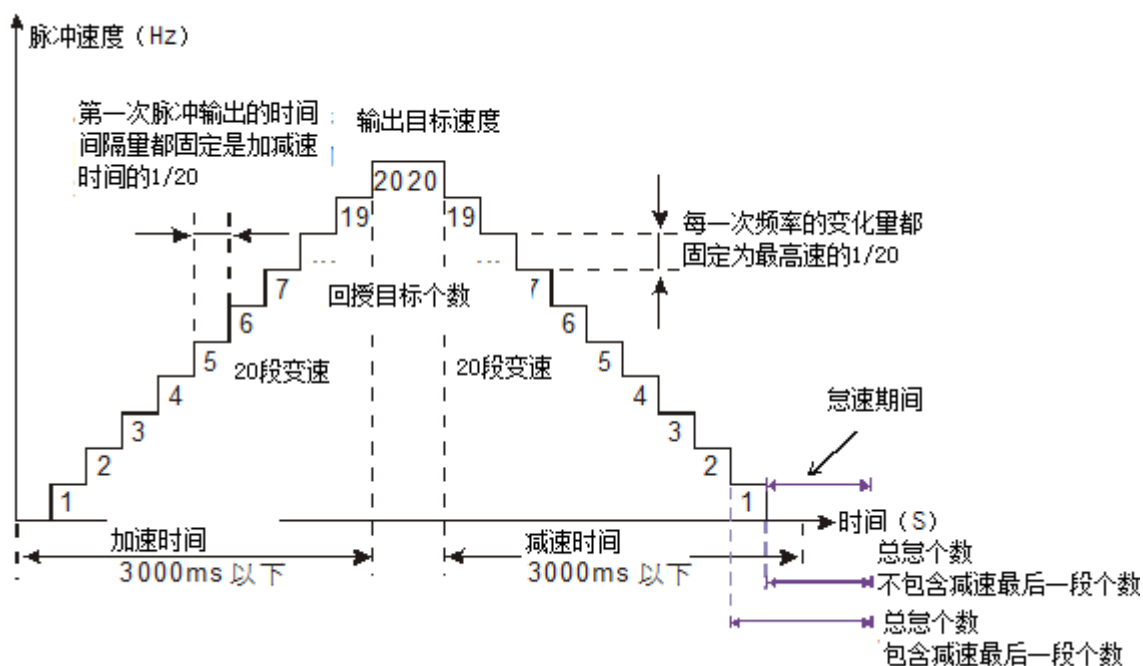 脉冲速度（Hz）
第一次脉冲输出的时间
间隔量都固定是加减速
时间的1/20
输出目标速度
20 20
19
19
每一次频率的变化量都
固定为最高速的1/20
...
...
7
7
回授目标个数
6
6
5
5
20段变速
20段变速
4
4
怠速期间
3
3
2
2
1
1
时间（S）
加速时间
减速时间
3000ms 以下
3000ms 以下
总怠个数
不包含减速最后一段个数
总怠个数
包含减速最后一段个数